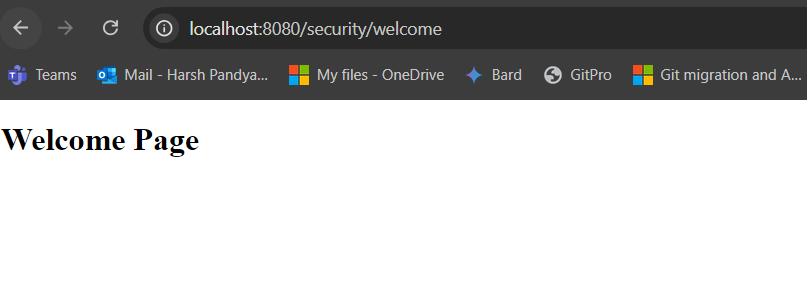 localhost:8080/security/welcome
Teams Mail - Harsh Pandya... My files - OneDrive Bard GitPro Git migration and A...
Welcome Page